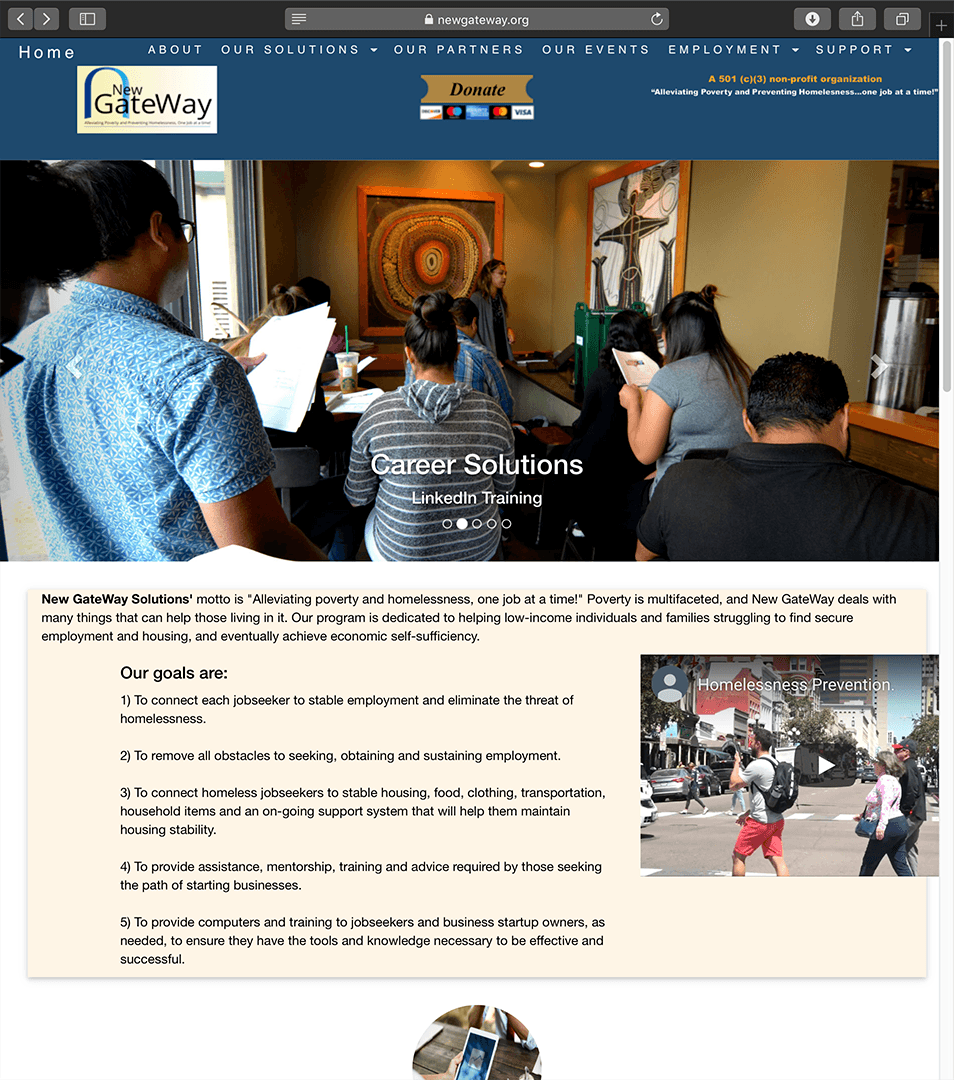 newgateway.org
Home
ABOUT OUR SOLUTIONS OUR PARTNERS OUR EVENTS EMPLOYMENT SUPPORT
New
GateWay
Alleviating Poverty and Preventing Homelessness, One job at a time!
Donate
DISCOVER VISA
A 501 (c)(3) non-profit organization
“Alleviating Poverty and Preventing Homelessness...one job at a time!”
Career Solutions
LinkedIn Training
New GateWay Solutions' motto is "Alleviating poverty and homelessness, one job at a time!" Poverty is multifaceted, and New GateWay deals with
many things that can help those living in it. Our program is dedicated to helping low-income individuals and families struggling to find secure
employment and housing, and eventually achieve economic self-sufficiency.
Our goals are:
1) To connect each jobseeker to stable employment and eliminate the threat of
homelessness.
2) To remove all obstacles to seeking, obtaining and sustaining employment.
3) To connect homeless jobseekers to stable housing, food, clothing, transportation,
household items and an on-going support system that will help them maintain
housing stability.
4) To provide assistance, mentorship, training and advice required by those seeking
the path of starting businesses.
5) To provide computers and training to jobseekers and business startup owners, as
needed, to ensure they have the tools and knowledge necessary to be effective and
successful.
Homelessness Prevention.